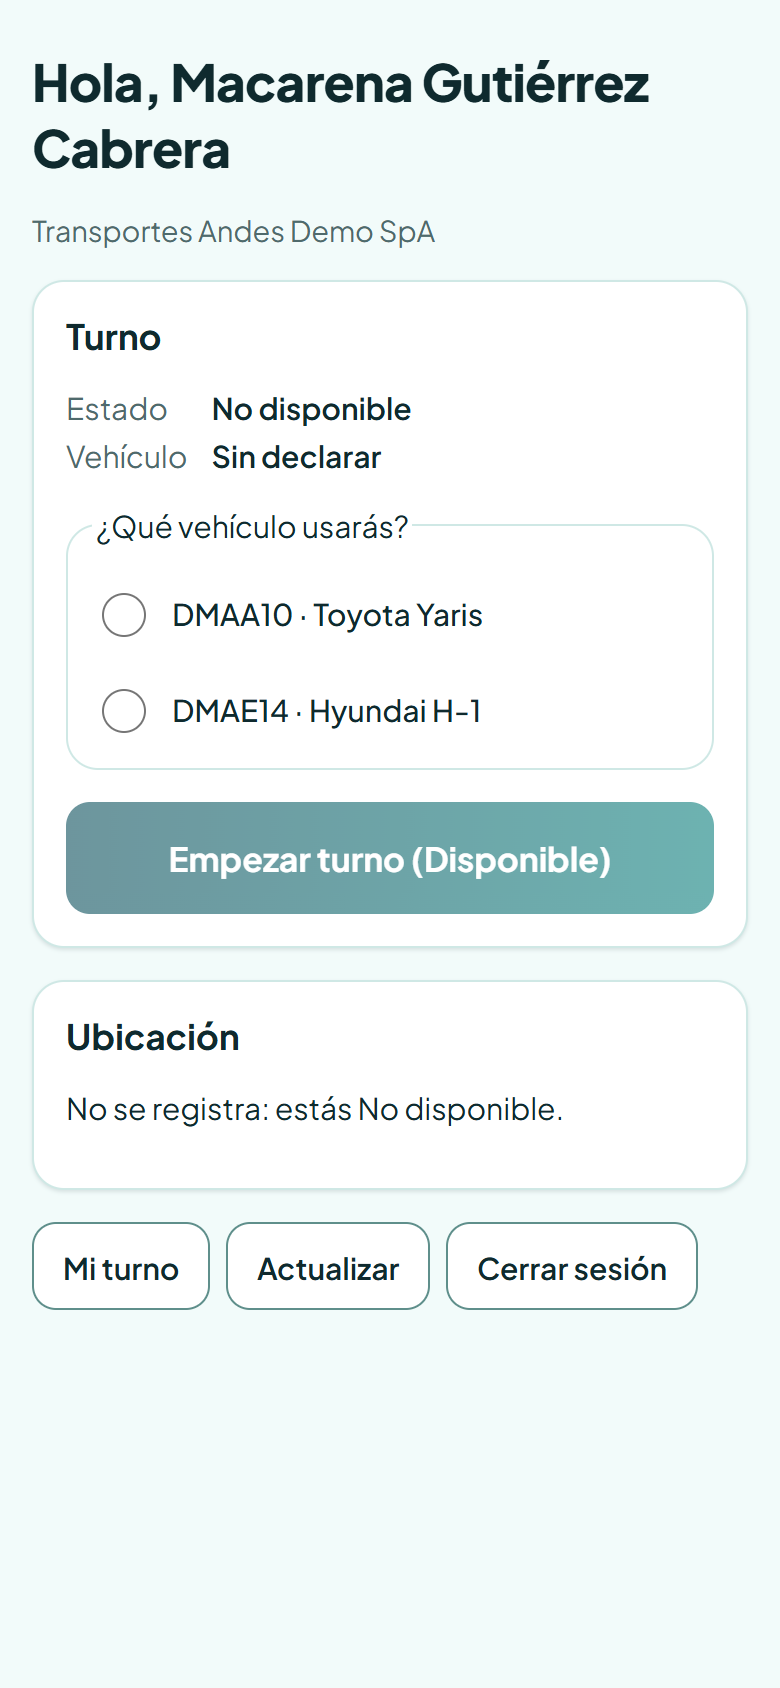 Hola, Macarena Gutiérrez
Cabrera
Transportes Andes Demo SpA
Turno
Estado No disponible
Vehículo Sin declarar
¿Qué vehículo usarás?
DMAA10 · Toyota Yaris
DMAE14 · Hyundai H-1
Empezar turno (Disponible)
Ubicación
No se registra: estás No disponible.
Mi turno Actualizar Cerrar sesión